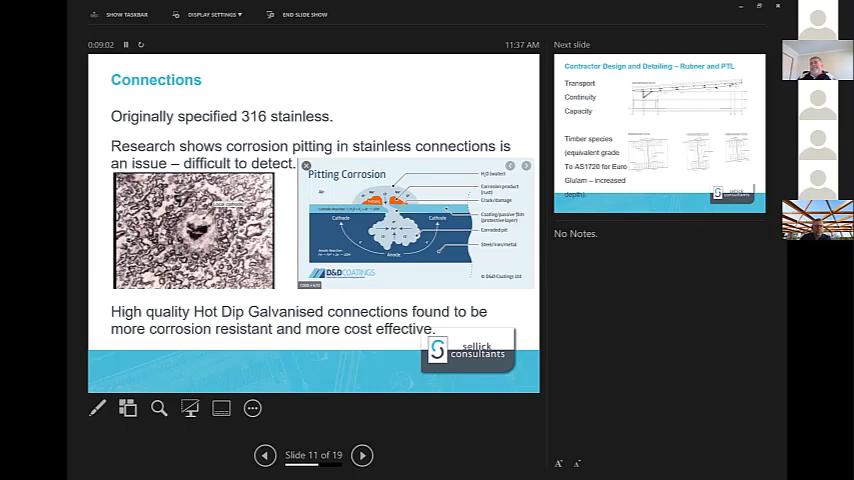 SHOW TASKBAR
DISPLAY SETTINGS ▾
END SLIDE SHOW
0:09:02
11:37 AM
Connections
Originally specified 316 stainless.
Research shows corrosion pitting in stainless connections is
an issue – difficult to detect.
Local cathode
Pitting Corrosion
Air
H₂O (water)
Corrosion product
(rust)
Crack/damage
Coating/passive film
(protective layer)
Corroded pit
Steel/iron/metal
Cathode
Cathode
Anode
D&D COATINGS
© D&D Coatings Ltd
High quality Hot Dip Galvanised connections found to be
more corrosion resistant and more cost effective.
sellick
consultants
Slide 11 of 19
Next slide
Contractor Design and Detailing – Rubner and PTL
Transport
Continuity
Capacity
Timber species
(equivalent grade
To AS1720 for Euro
Glulam – increased
depth).
sellick
consultants
No Notes.